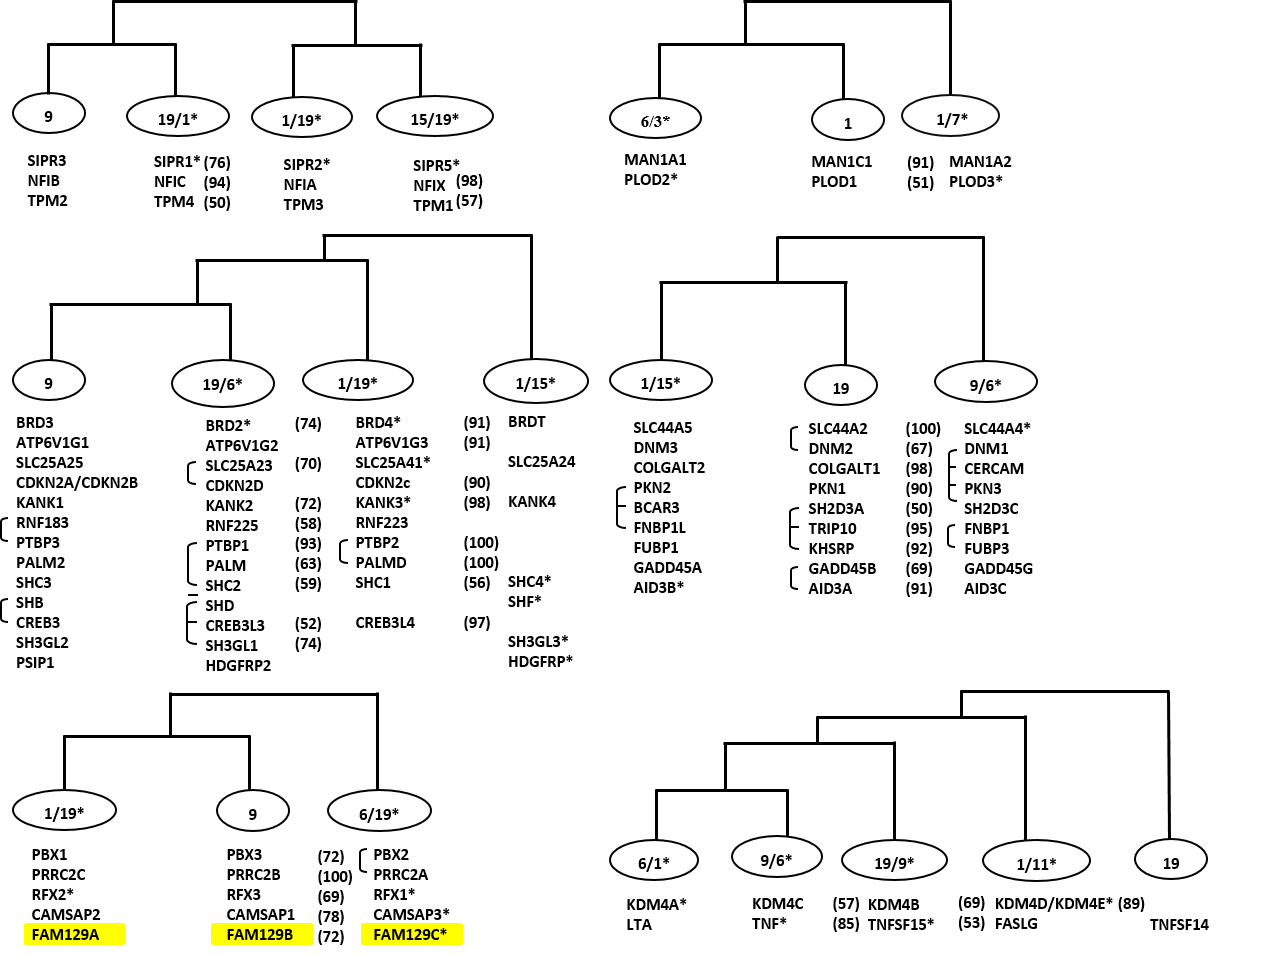 9 19/1* 1/19* 15/19*
SIPR3 SIPR1* (76) SIPR2* SIPR5*
NFIB NFIC (94) NFIA NFIX (98)
TPM2 TPM4 (50) TPM3 TPM1 (57)
6/3* 1 1/7*
MAN1A1 MAN1C1 (91) MAN1A2
PLOD2* PLOD1 (51) PLOD3*
9 19/6* 1/19* 1/15*
BRD3 BRD2* (74) BRD4* (91) BRDT
ATP6V1G1 ATP6V1G2 ATP6V1G3 (91)
SLC25A25 SLC25A23 (70) SLC25A41* SLC25A24
CDKN2A/CDKN2B CDKN2D CDKN2c (90)
KANK1 KANK2 (72) KANK3* (98) KANK4
RNF183 RNF225 (58) RNF223
PTBP3 PTBP1 (93) PTBP2 (100)
PALM2 PALM (63) PALMD (100)
SHC3 SHC2 (59) SHC1 (56) SHC4*
SHB SHD SHF*
CREB3 CREB3L3 (52) CREB3L4 (97)
SH3GL2 SH3GL1 (74) SH3GL3*
PSIP1 HDGFRP2 HDGFRP*
1/15* 19 9/6*
SLC44A5 SLC44A2 (100) SLC44A4*
DNM3 DNM2 (67) DNM1
COLGALT2 COLGALT1 (98) CERCAM
PKN2 PKN1 (90) PKN3
BCAR3 SH2D3A (50) SH2D3C
FNBP1L TRIP10 (95) FNBP1
FUBP1 KHSRP (92) FUBP3
GADD45A GADD45B (69) GADD45G
AID3B* AID3A (91) AID3C
1/19* 9 6/19*
PBX1 PBX3 (72) PBX2
PRRC2C PRRC2B (100) PRRC2A
RFX2* RFX3 (69) RFX1*
CAMSAP2 CAMSAP1 (78) CAMSAP3*
FAM129A FAM129B (72) FAM129C*
6/1* 9/6* 19/9* 1/11* 19
KDM4A* KDM4C (57) KDM4B (69) KDM4D/KDM4E* (89)
LTA TNF* (85) TNFSF15* (53) FASLG TNFSF14